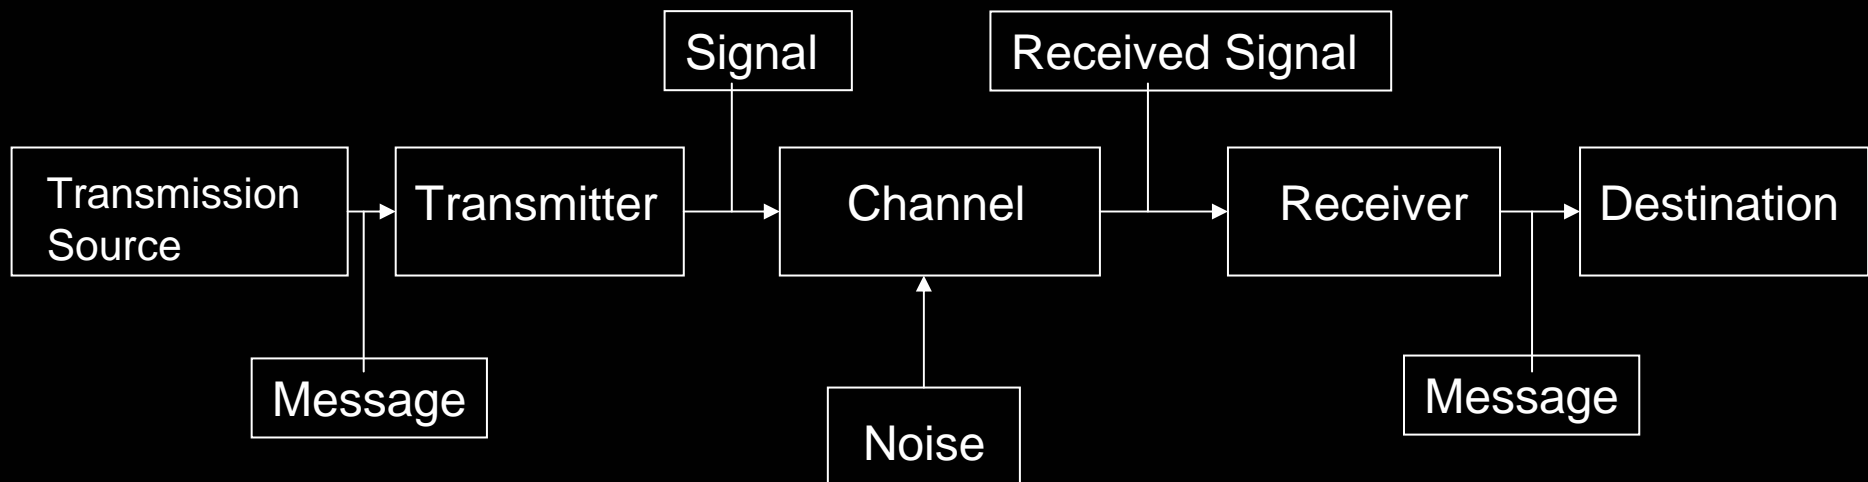 Signal
Received Signal
Transmission
Source
Transmitter
Channel
Receiver
Destination
Message
Noise
Message